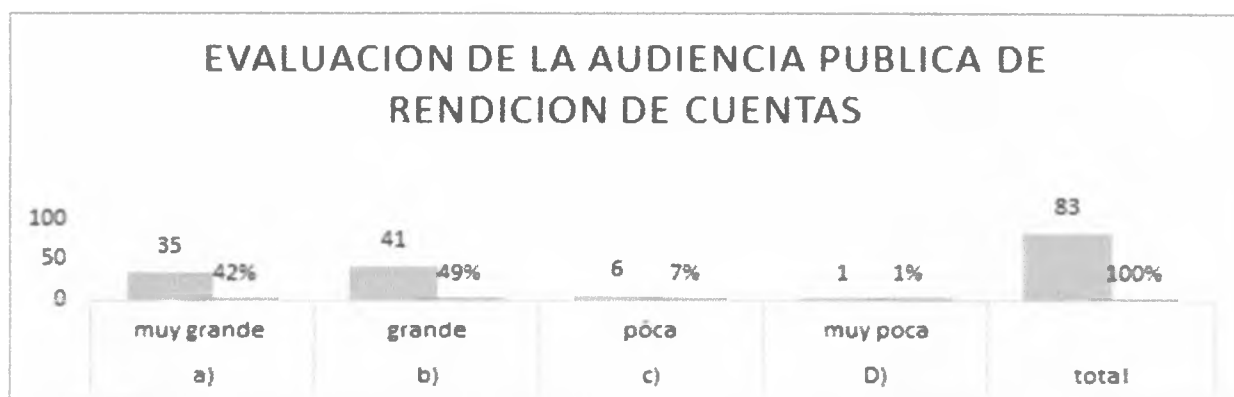 EVALUACION DE LA AUDIENCIA PUBLICA DE
RENDICION DE CUENTAS
100
50
0
35
42%
41
49%
6
7%
1
1%
83
100%
muy grande
grande
póca
muy poca
a)
b)
c)
D)
total